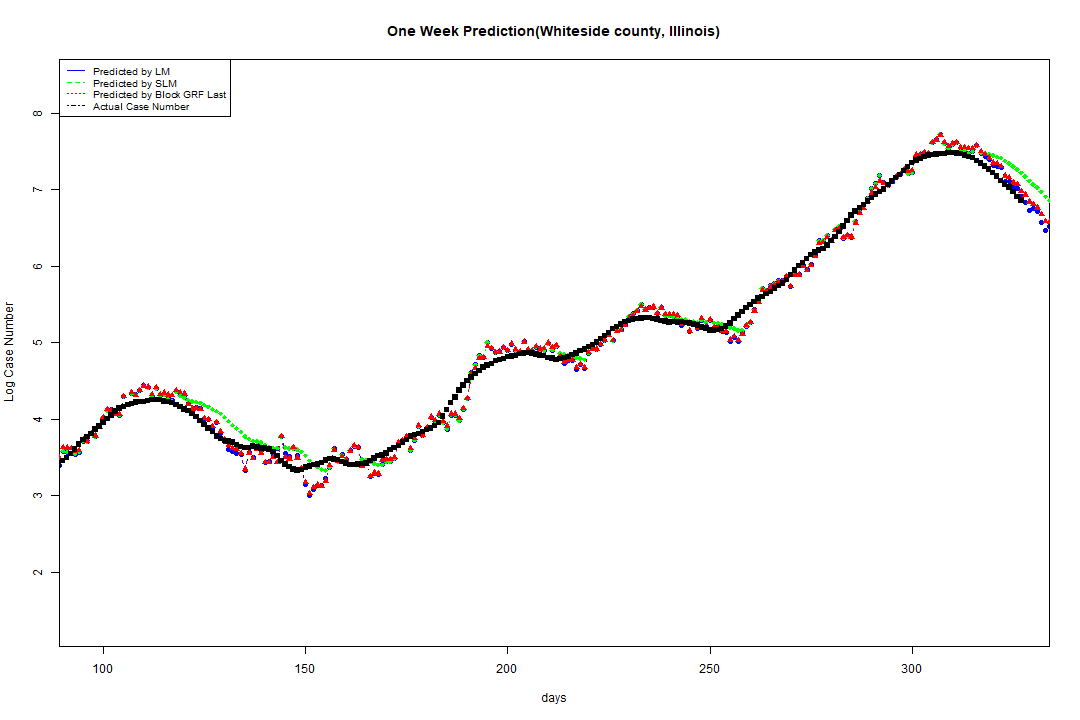 One Week Prediction(Whiteside county, Illinois)
Predicted by LM
Predicted by SLM
Predicted by Block GRF Last
Actual Case Number
8
7
6
5
4
3
2
Log Case Number
100 150 200 250 300
days